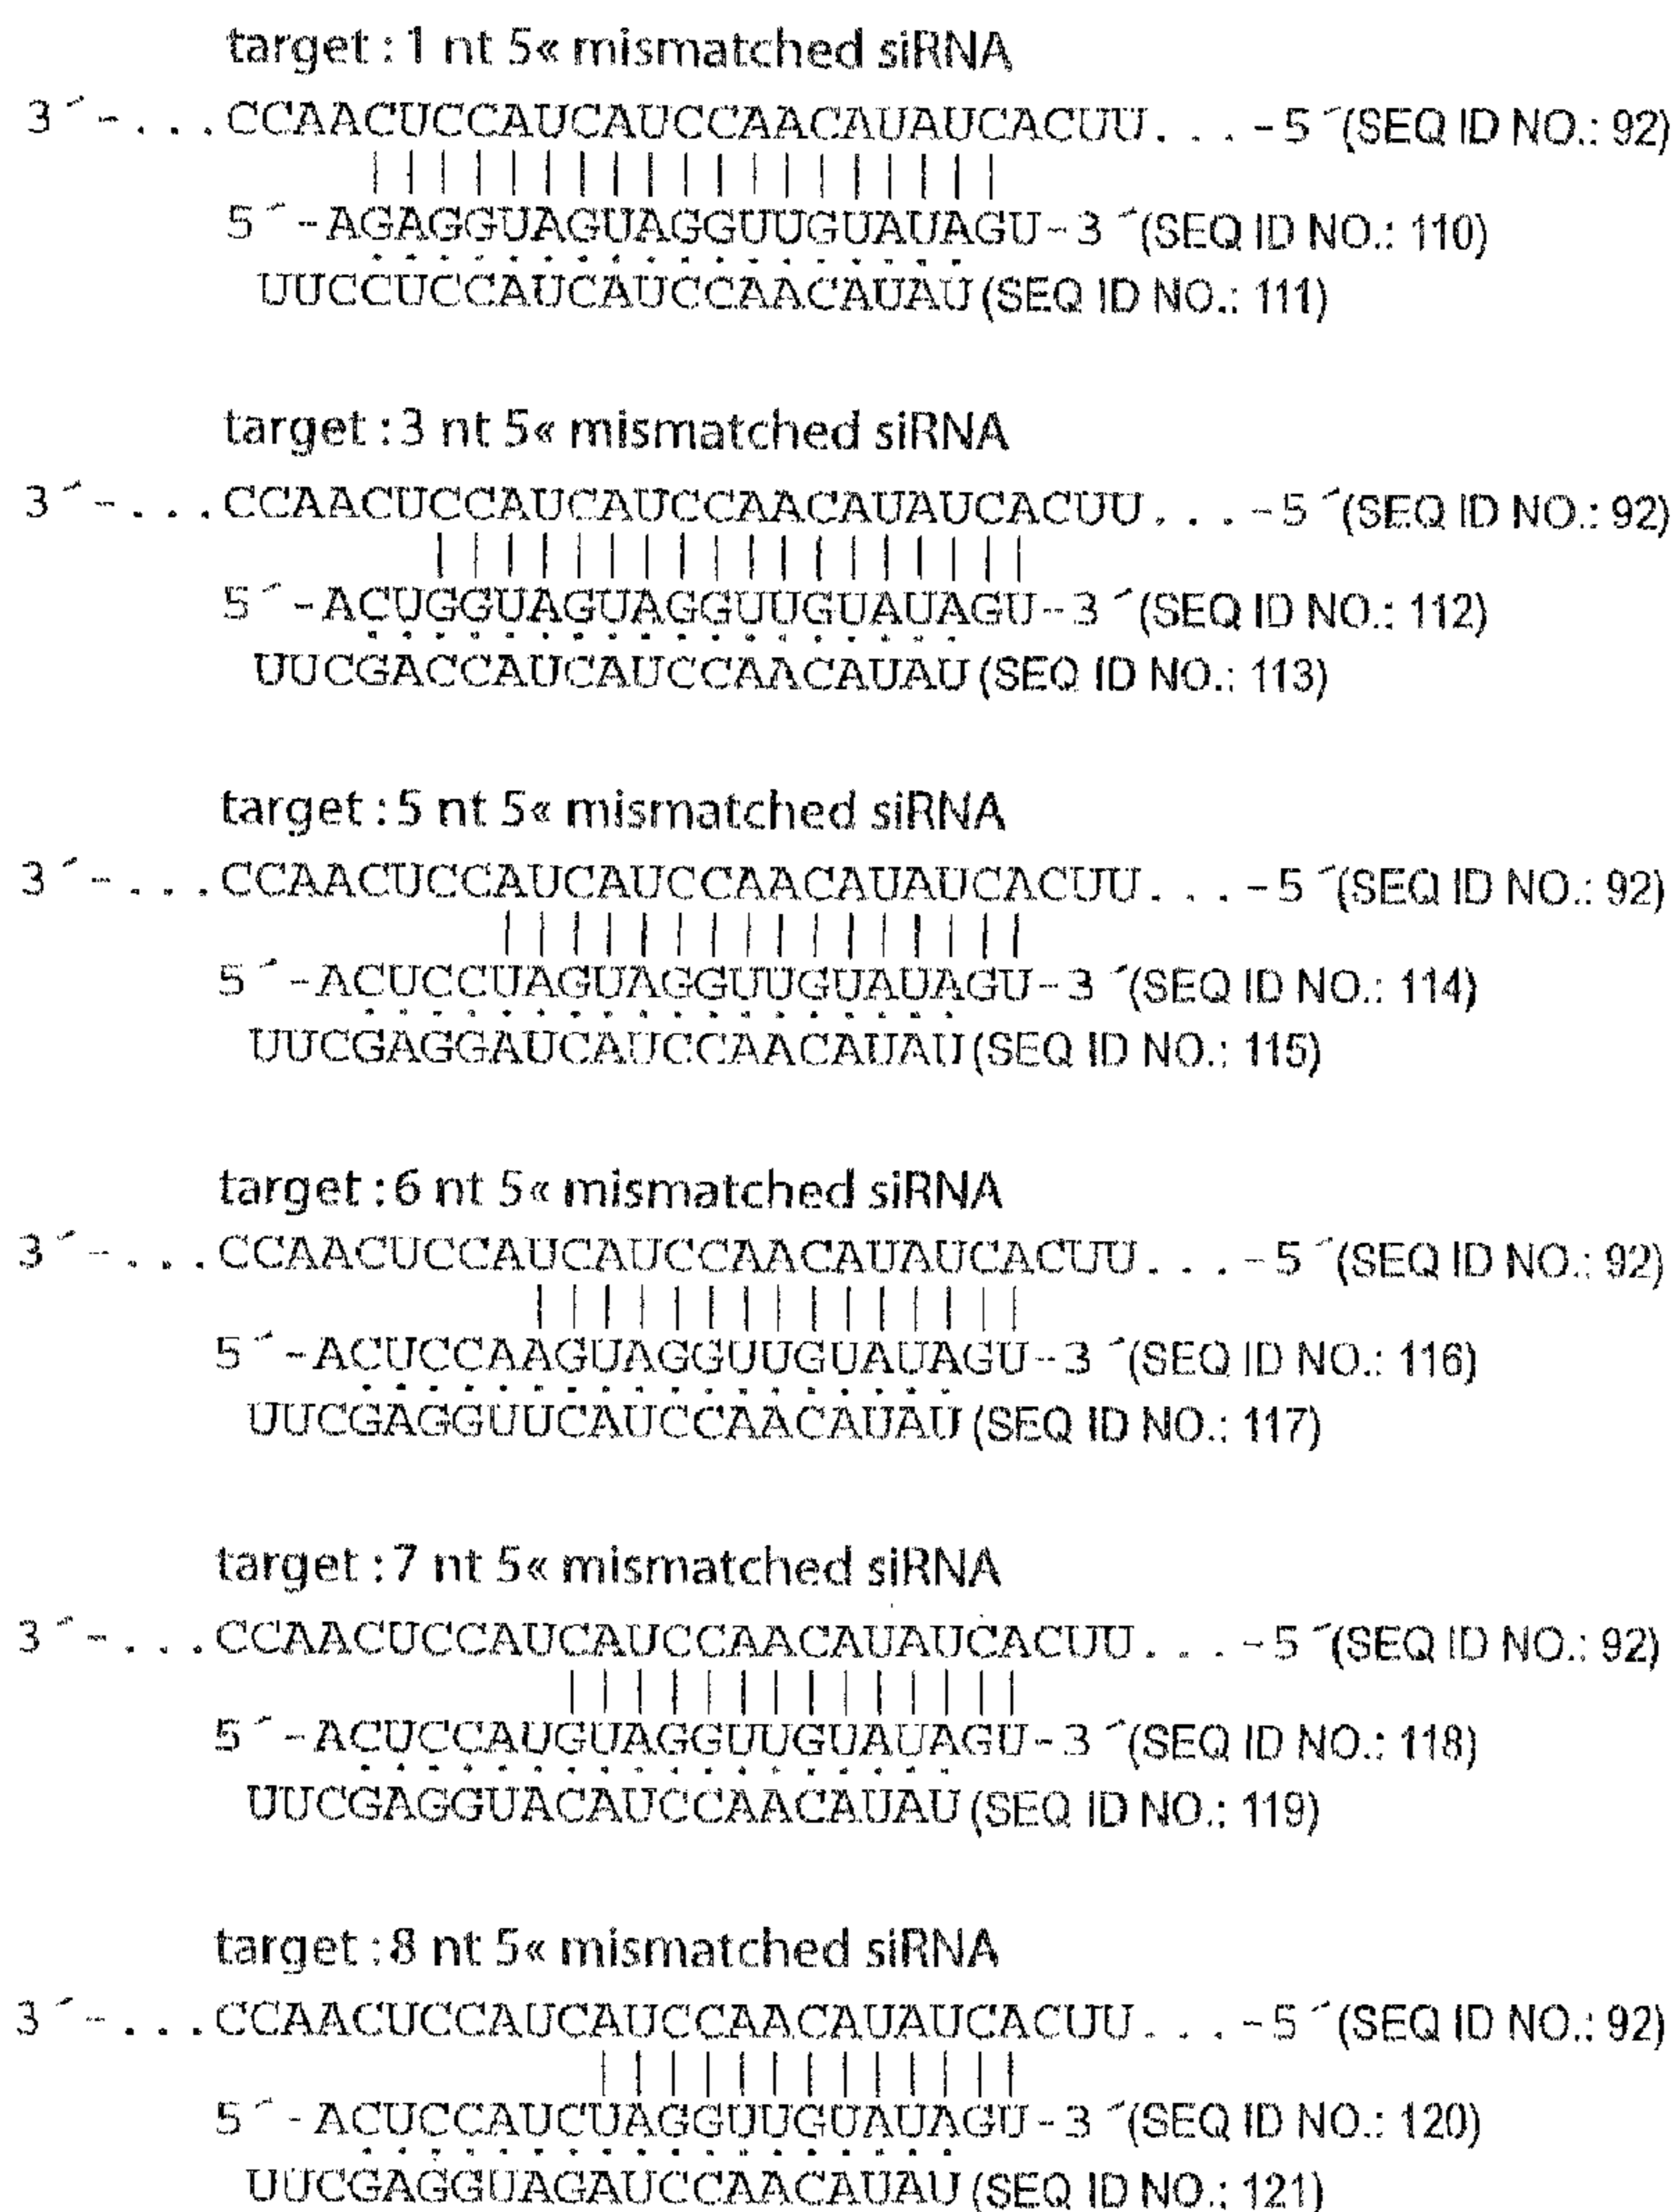 target : 1 nt 5« mismatched siRNA
3´-...CCAACUCCAUCAUCCAACAUAUCACUU...-5´(SEQ ID NO.: 92)
5´-AGAGGUAGUAGGUUGUAUAGU-3´(SEQ ID NO.: 110)
UUCCUCCAUCAUCCAACAUAU(SEQ ID NO.: 111)
target : 3 nt 5« mismatched siRNA
3´-...CCAACUCCAUCAUCCAACAUAUCACUU...-5´(SEQ ID NO.: 92)
5´-ACUGGUAGUAGGUUGUAUAGU-3´(SEQ ID NO.: 112)
UUCGACCAUCAUCCAACAUAU(SEQ ID NO.: 113)
target : 5 nt 5« mismatched siRNA
3´-...CCAACUCCAUCAUCCAACAUAUCACUU...-5´(SEQ ID NO.: 92)
5´-ACUCCUAGUAGGUUGUAUAGU-3´(SEQ ID NO.: 114)
UUCGAGGAUCAUCCAACAUAU(SEQ ID NO.: 115)
target : 6 nt 5« mismatched siRNA
3´-...CCAACUCCAUCAUCCAACAUAUCACUU...-5´(SEQ ID NO.: 92)
5´-ACUCCAAGUAGGUUGUAUAGU-3´(SEQ ID NO.: 116)
UUCGAGGUUCAUCCAACAUAU(SEQ ID NO.: 117)
target : 7 nt 5« mismatched siRNA
3´-...CCAACUCCAUCAUCCAACAUAUCACUU...-5´(SEQ ID NO.: 92)
5´-ACUCCAUGUAGGUUGUAUAGU-3´(SEQ ID NO.: 118)
UUCGAGGUACAUCCAACAUAU(SEQ ID NO.: 119)
target : 8 nt 5« mismatched siRNA
3´-...CCAACUCCAUCAUCCAACAUAUCACUU...-5´(SEQ ID NO.: 92)
5´-ACUCCAUCUAGGUUGUAUAGU-3´(SEQ ID NO.: 120)
UUCGAGGUAGAUCCAACAUAU(SEQ ID NO.: 121)